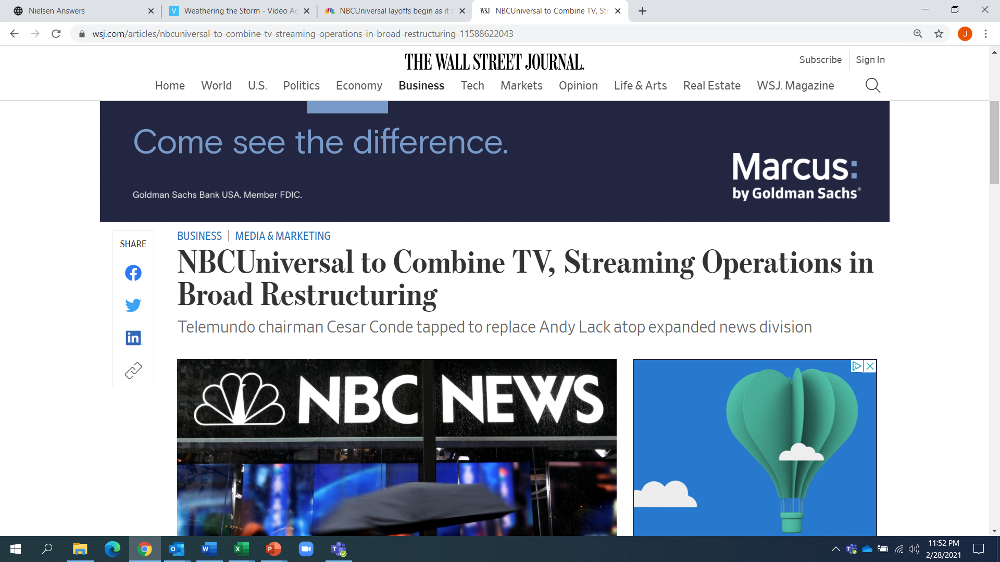 Nielsen Answers
Weathering the Storm - Video Ac
NBCUniversal layoffs begin as it s
WSJ NBCUniversal to Combine TV, Str
wsj.com/articles/nbcuniversal-to-combine-tv-streaming-operations-in-broad-restructuring-11588622043
J
THE WALL STREET JOURNAL.
Subscribe Sign In
Home World U.S. Politics Economy Business Tech Markets Opinion Life & Arts Real Estate WSJ. Magazine
Come see the difference.
Goldman Sachs Bank USA. Member FDIC.
Marcus:
by Goldman Sachs®
SHARE
BUSINESS | MEDIA & MARKETING
NBCUniversal to Combine TV, Streaming Operations in
Broad Restructuring
Telemundo chairman Cesar Conde tapped to replace Andy Lack atop expanded news division
NBC NEWS
11:52 PM
2/28/2021